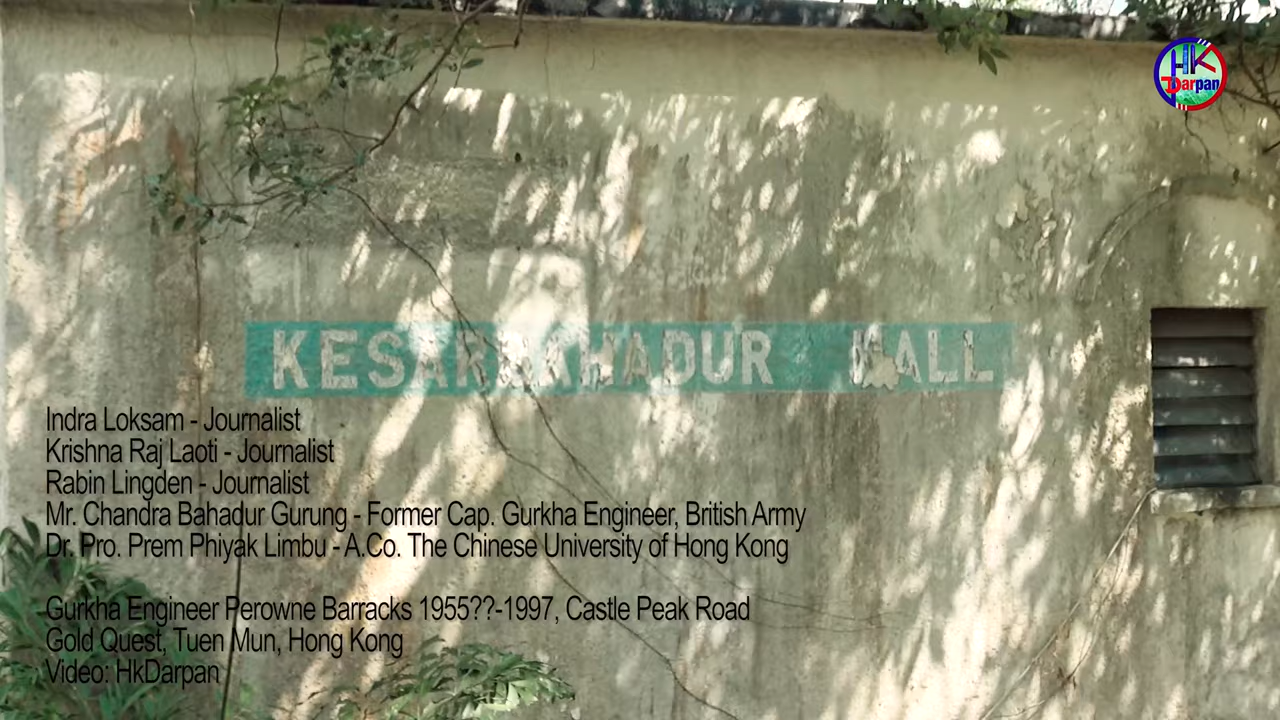 HK
Darpan
KESARBAHADUR HALL
Indra Loksam - Journalist
Krishna Raj Laoti - Journalist
Rabin Lingden - Journalist
Mr. Chandra Bahadur Gurung - Former Cap. Gurkha Engineer, British Army
Dr. Pro. Prem Phiyak Limbu - A.Co. The Chinese University of Hong Kong
Gurkha Engineer Perowne Barracks 1955??-1997, Castle Peak Road
Gold Quest, Tuen Mun, Hong Kong
Video: HkDarpan